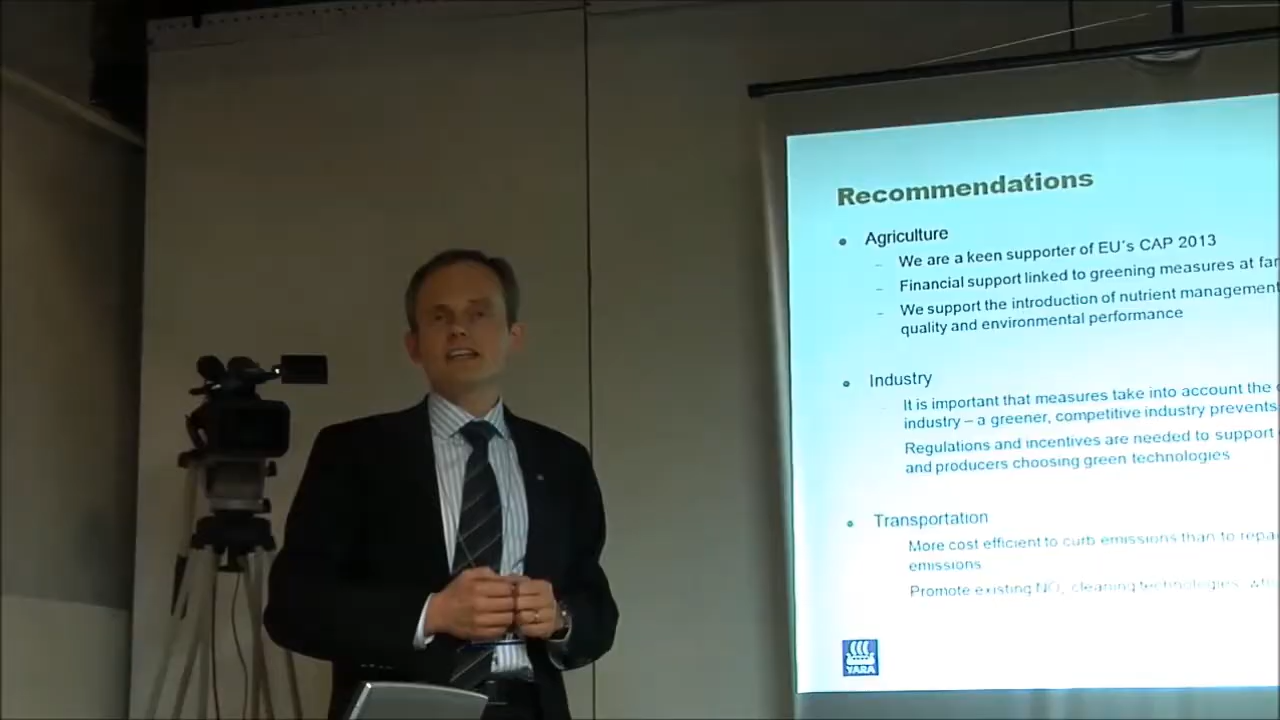 Recommendations
Agriculture
We are a keen supporter of EU´s CAP 2013
Financial support linked to greening measures at
We support the introduction of nutrient management
quality and environmental performance
Industry
It is important that measures take into account the
industry – a greener, competitive industry prevents
Regulations and incentives are needed to support
and producers choosing green technologies
Transportation
More cost efficient to curb emissions than to
emissions
Promote existing NOx cleaning technologies,
YARA